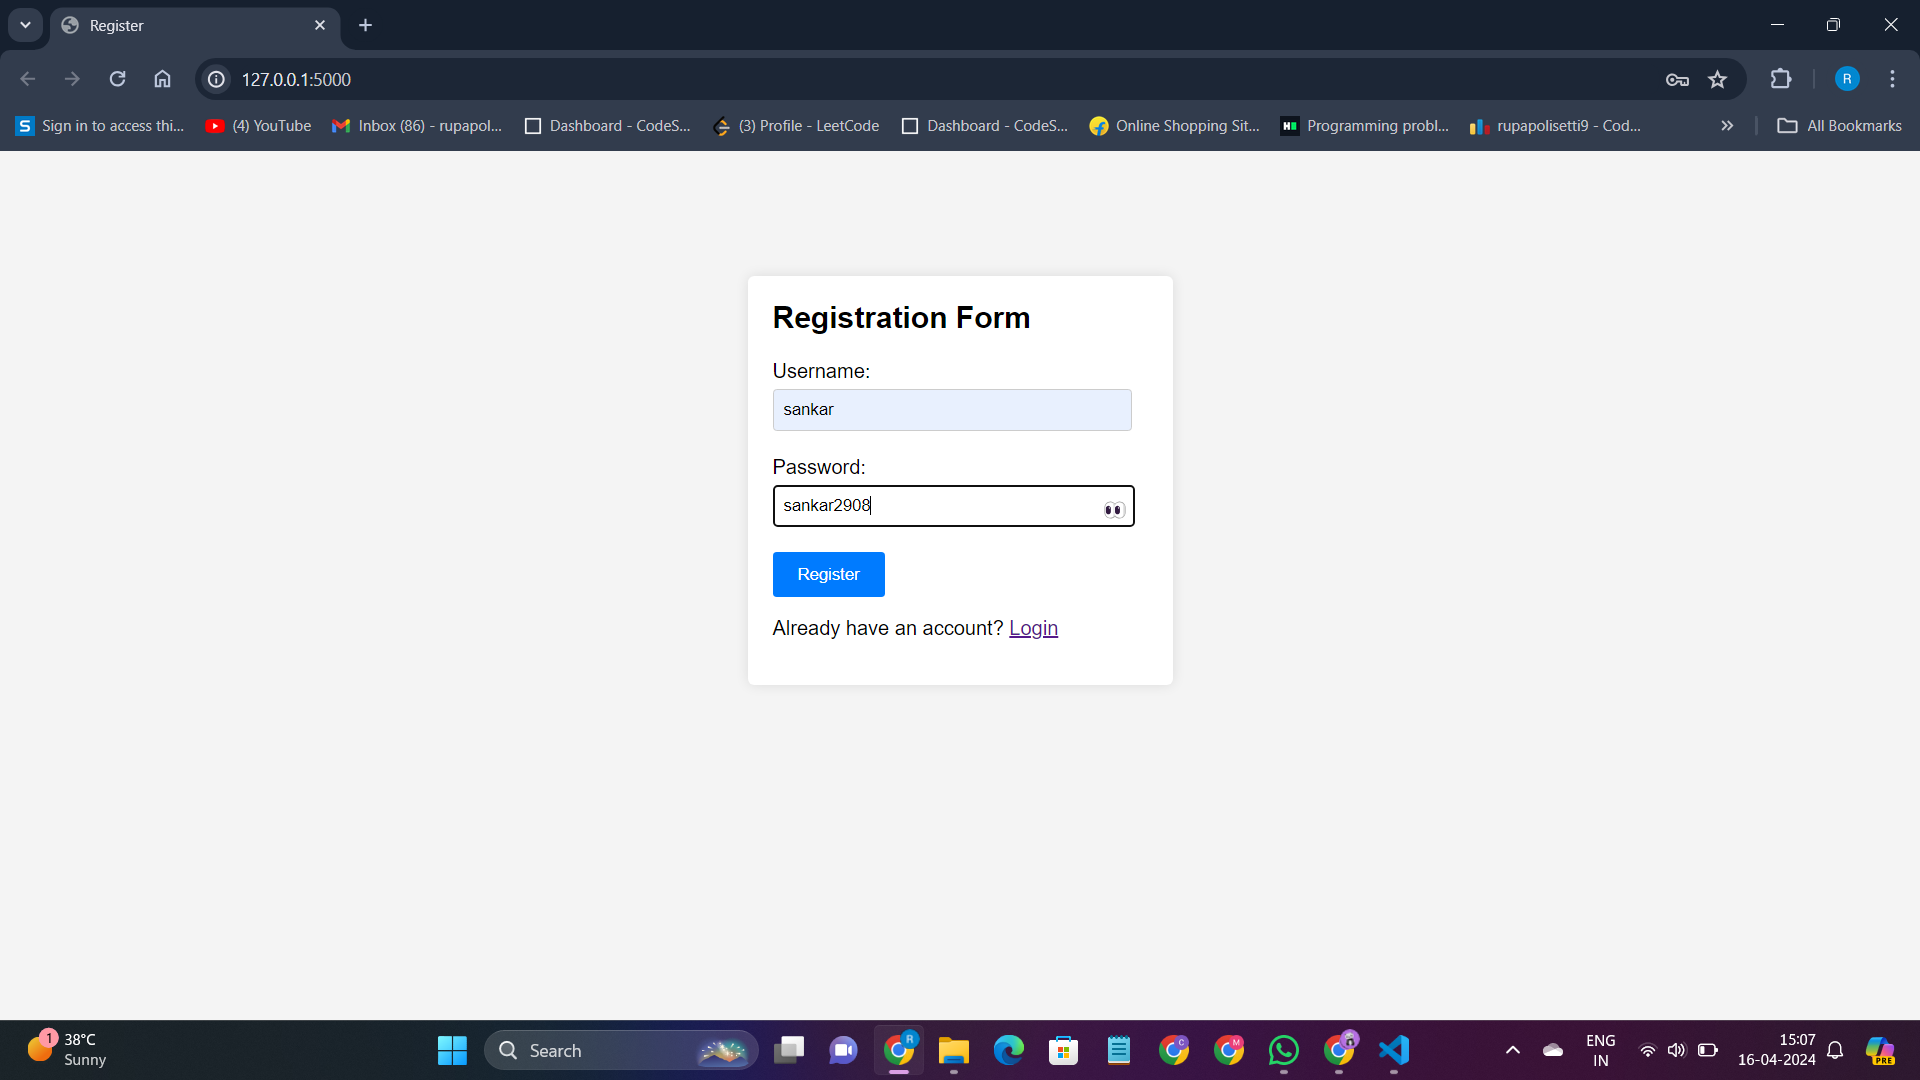 Register
127.0.0.1:5000
Sign in to access thi... (4) YouTube Inbox (86) - rupapol... Dashboard - CodeS... (3) Profile - LeetCode Dashboard - CodeS... Online Shopping Sit... Programming probl... rupapolisetti9 - Cod... All Bookmarks
R
Registration Form
Username:
sankar
Password:
sankar2908
Register
Already have an account? Login
1 38°C
Sunny
Search
ENG
IN
15:07
16-04-2024
PRE